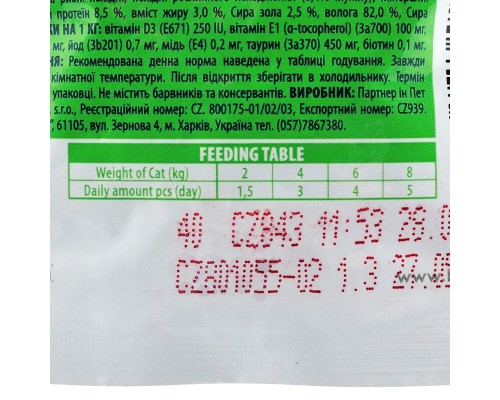 протеїн 8,5 %, вміст жиру 3,0 %, Сира зола 2,5 %, волога 82,0 %, Сира
КИ НА 1 КГ: вітамін D3 (E671) 250 IU, вітамін E1 (α-tocopherol) (3a700) 100 мг,
мг, йод (3b201) 0,7 мг, мідь (E4) 0,2 мг, таурин (3a370) 450 мг, біотин 0,1 мг.
Рекомендована денна норма наведена у таблиці годування. Завжди
кімнатної температури. Після відкриття зберігати в холодильнику. Термін
упаковці. Не містить барвників та консервантів. ВИРОБНИК: Партнер ін Пет
s.r.o., Реєстраційний номер: CZ. 800175-01/02/03, Експортний номер: CZ939.
61105, вул. Зернова 4, м. Харків, Україна тел. (057)7867380.
FEEDING TABLE
Weight of Cat (kg) 2 4 6 8
Daily amount pcs (day) 1,5 3 4 5
40 CZ843 11:53 28.0
CZ601055-02 1.3 27.05